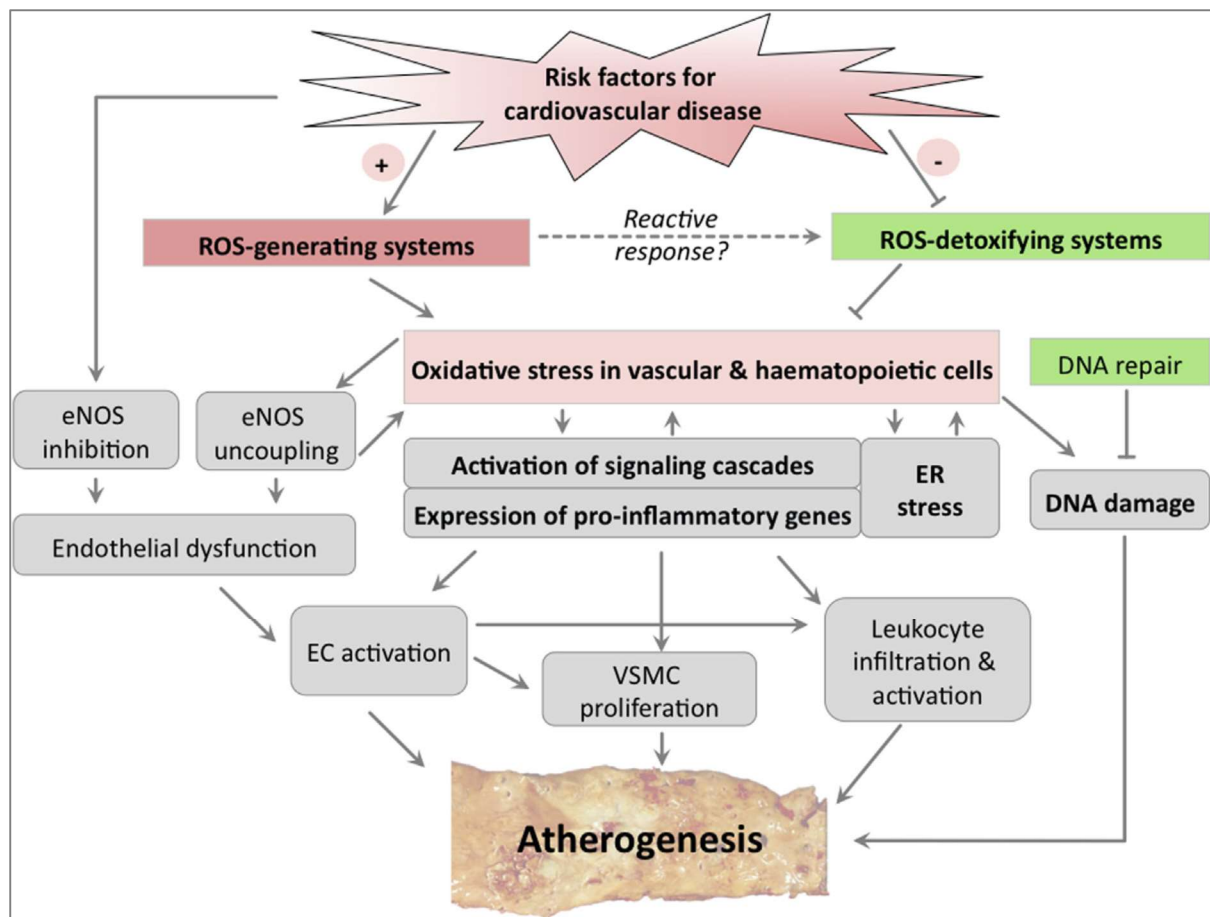 Risk factors for
cardiovascular disease
+
-
Reactive
response?
ROS-generating systems
ROS-detoxifying systems
Oxidative stress in vascular & haematopoietic cells
DNA repair
eNOS
inhibition
eNOS
uncoupling
Activation of signaling cascades
Expression of pro-inflammatory genes
ER
stress
DNA damage
Endothelial dysfunction
EC activation
VSMC
proliferation
Leukocyte
infiltration &
activation
Atherogenesis